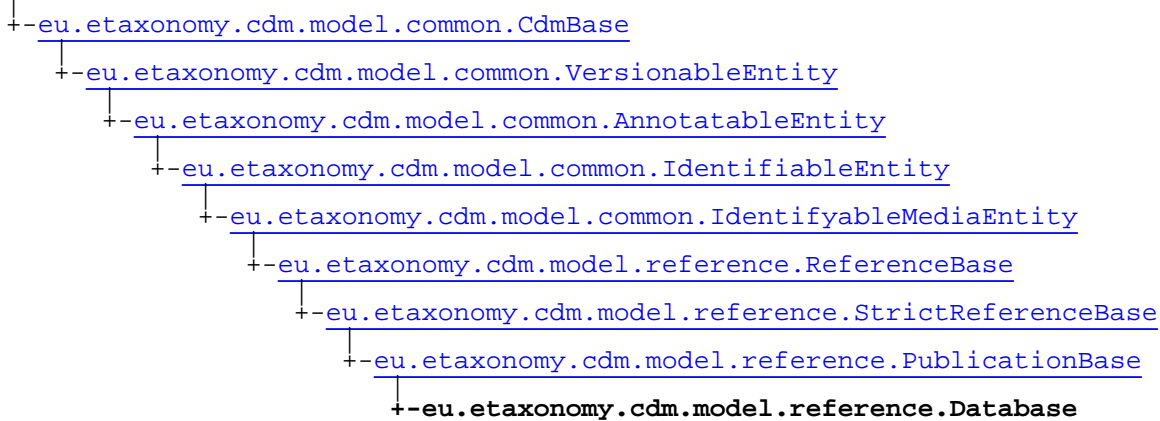 +-eu.etaxonomy.cdm.model.common.CdmBase
+-eu.etaxonomy.cdm.model.common.VersionableEntity
+-eu.etaxonomy.cdm.model.common.AnnotatableEntity
+-eu.etaxonomy.cdm.model.common.IdentifiableEntity
+-eu.etaxonomy.cdm.model.common.IdentifyableMediaEntity
+-eu.etaxonomy.cdm.model.reference.ReferenceBase
+-eu.etaxonomy.cdm.model.reference.StrictReferenceBase
+-eu.etaxonomy.cdm.model.reference.PublicationBase
+-eu.etaxonomy.cdm.model.reference.Database